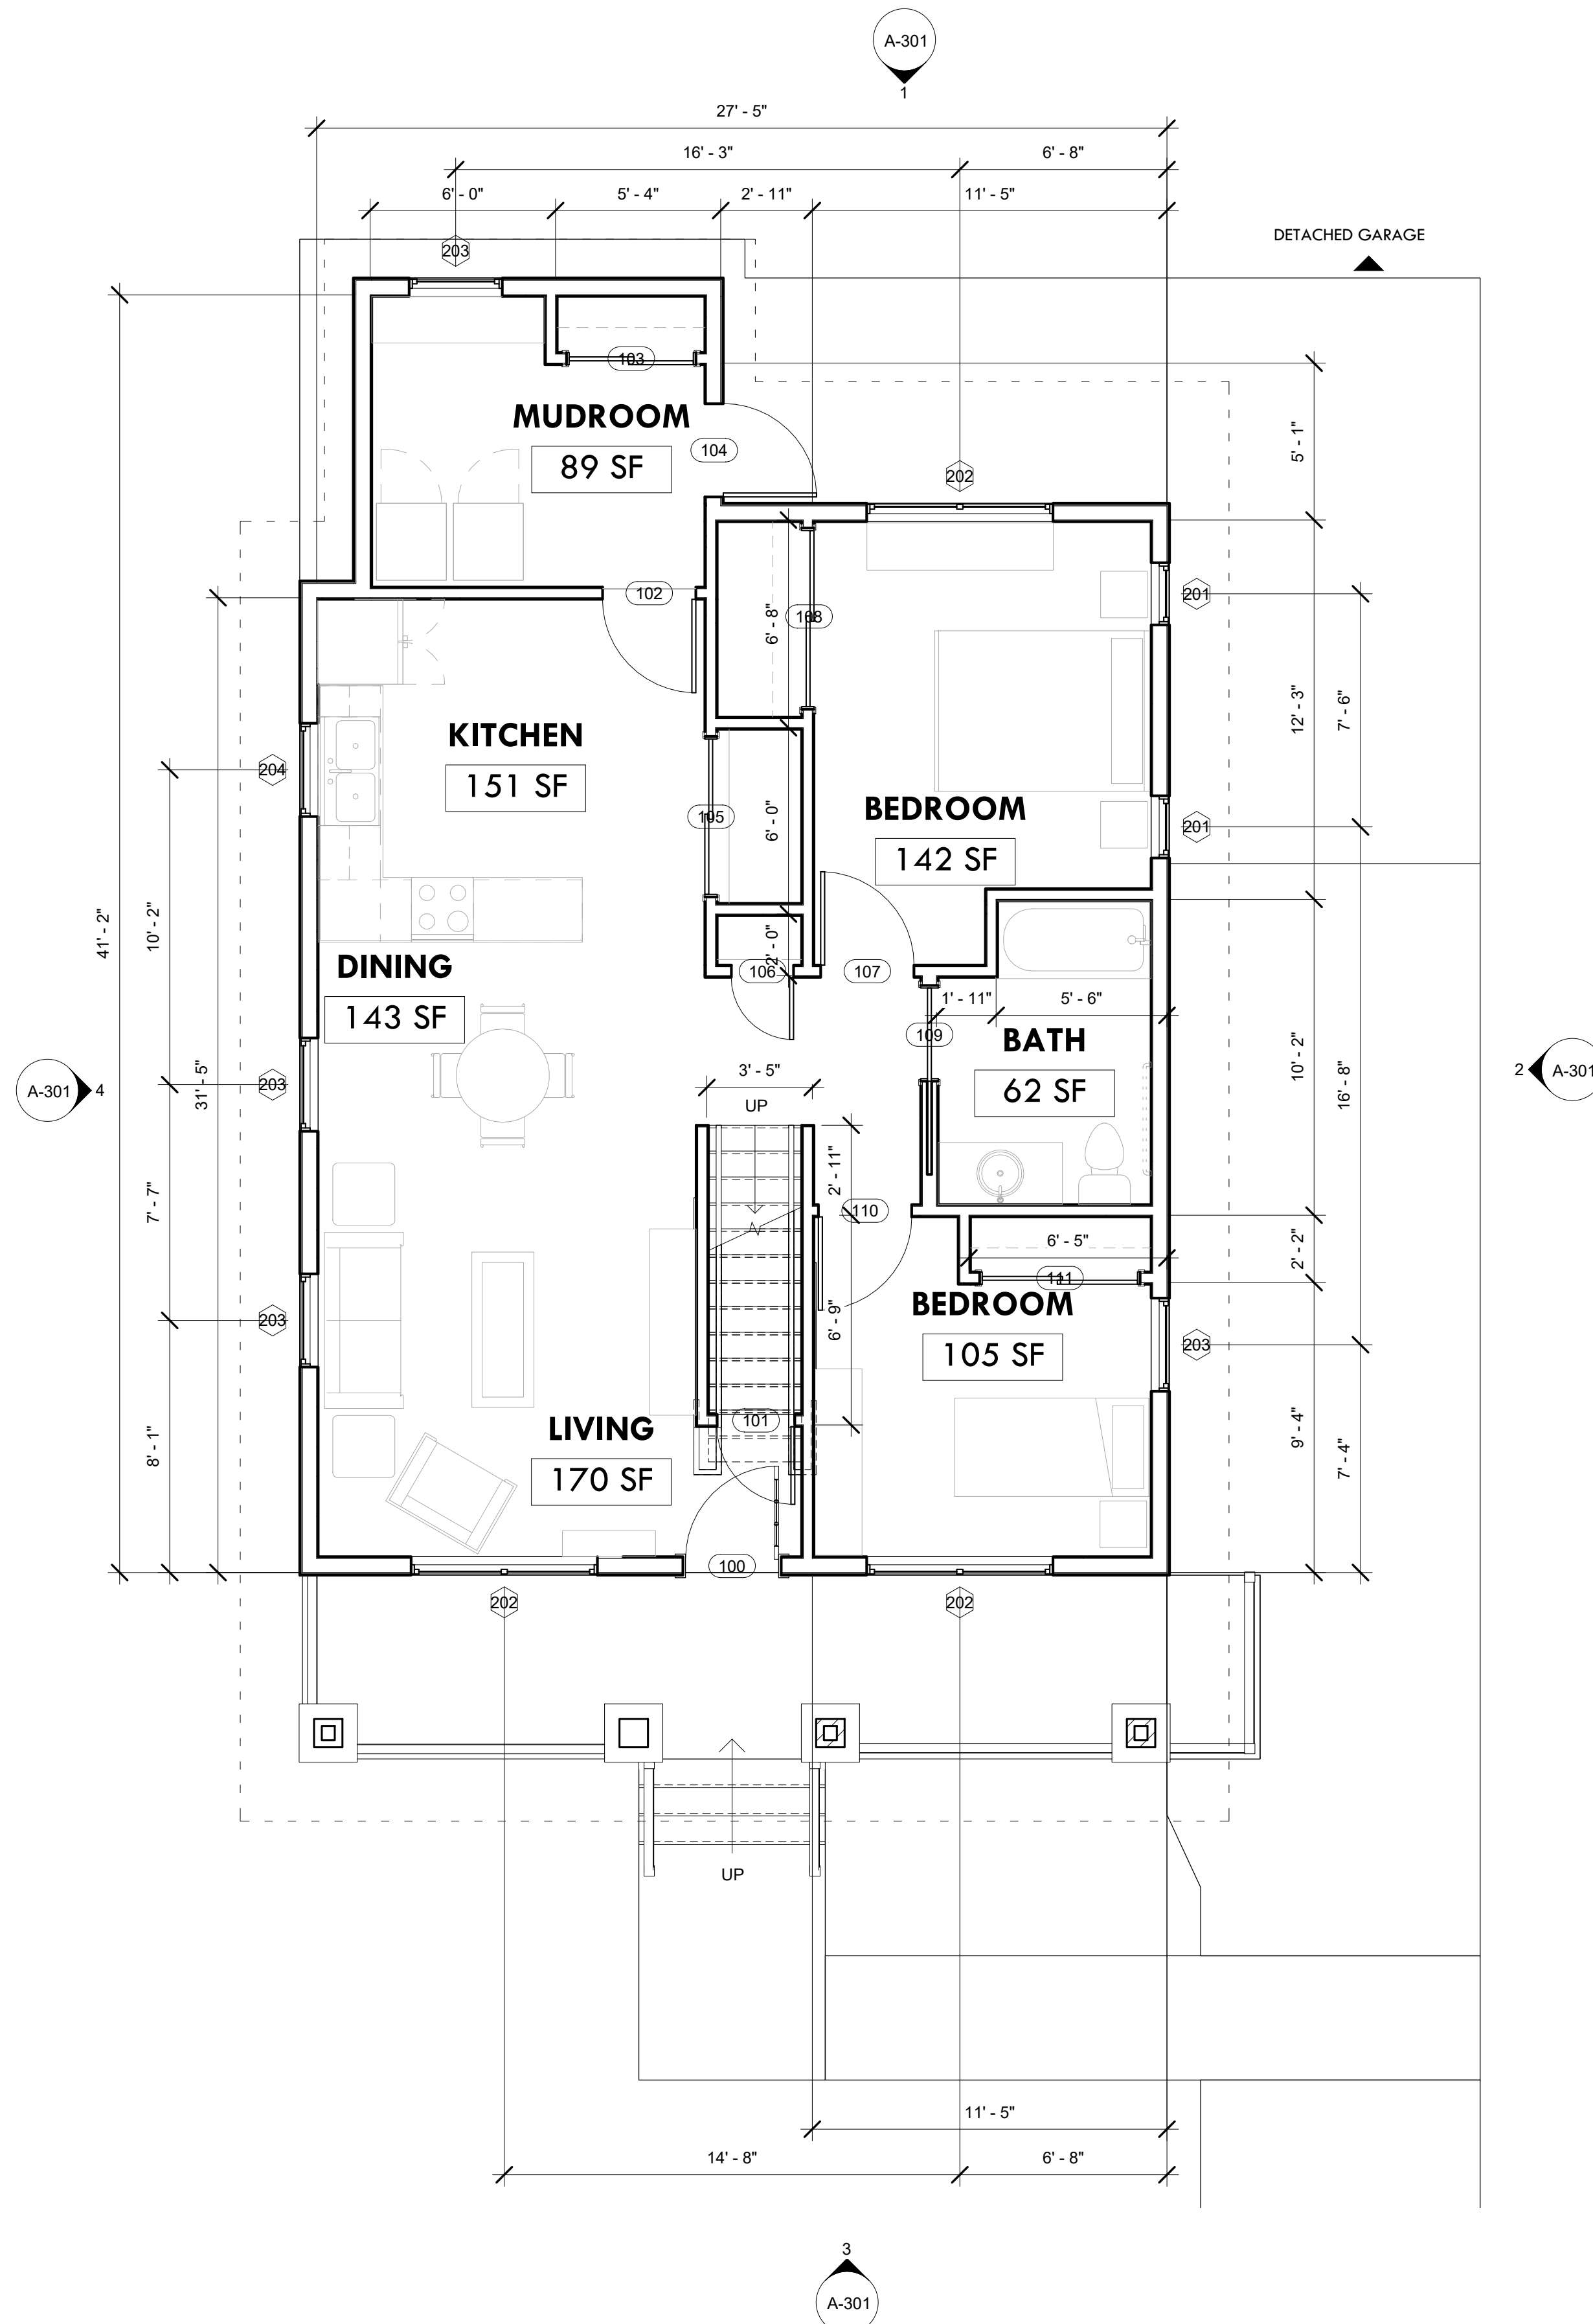 A-301
1
27' - 5"
16' - 3"
6' - 8"
6' - 0"
5' - 4"
2' - 11"
11' - 5"
DETACHED GARAGE
203
103
MUDROOM
89 SF
104
202
5' - 1"
102
201
108
6' - 8"
KITCHEN
151 SF
204
12' - 3"
7' - 6"
105
6' - 0"
BEDROOM
142 SF
201
41' - 2"
10' - 2"
DINING
143 SF
106
2' - 0"
107
1' - 11"
5' - 6"
109
BATH
62 SF
A-301
4
31' - 5"
203
3' - 5"
UP
10' - 2"
16' - 8"
2
A-301
7' - 7"
2' - 11"
110
6' - 5"
2' - 2"
111
203
6' - 9"
BEDROOM
105 SF
203
LIVING
170 SF
101
8' - 1"
9' - 4"
7' - 4"
100
202
202
UP
11' - 5"
14' - 8"
6' - 8"
3
A-301